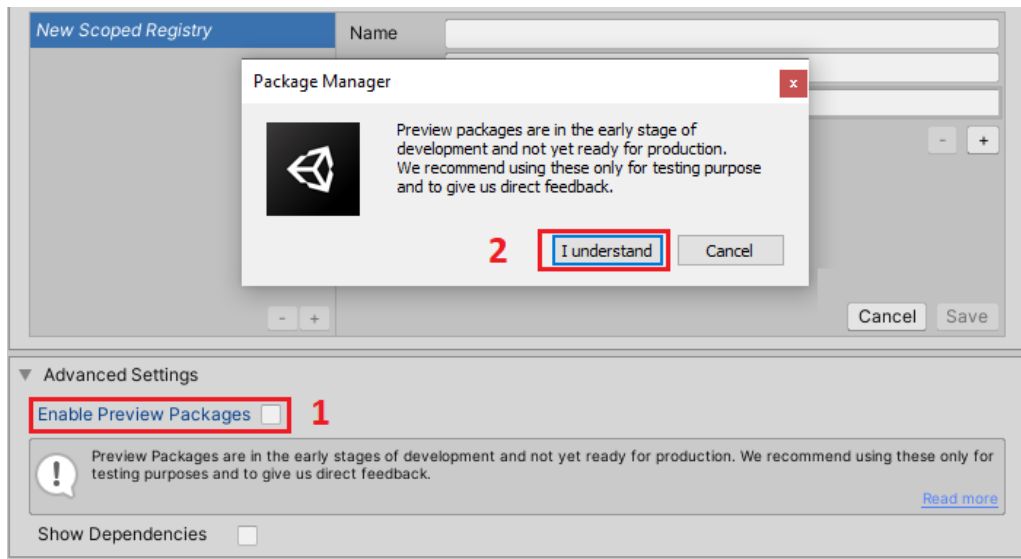 New Scoped Registry
Name
Package Manager
x
Preview packages are in the early stage of
development and not yet ready for production.
We recommend using these only for testing purpose
and to give us direct feedback.
- +
2
I understand
Cancel
- +
Cancel
Save
Advanced Settings
Enable Preview Packages
1
Preview Packages are in the early stages of development and not yet ready for production. We recommend using these only for
testing purposes and to give us direct feedback.
Read more
Show Dependencies